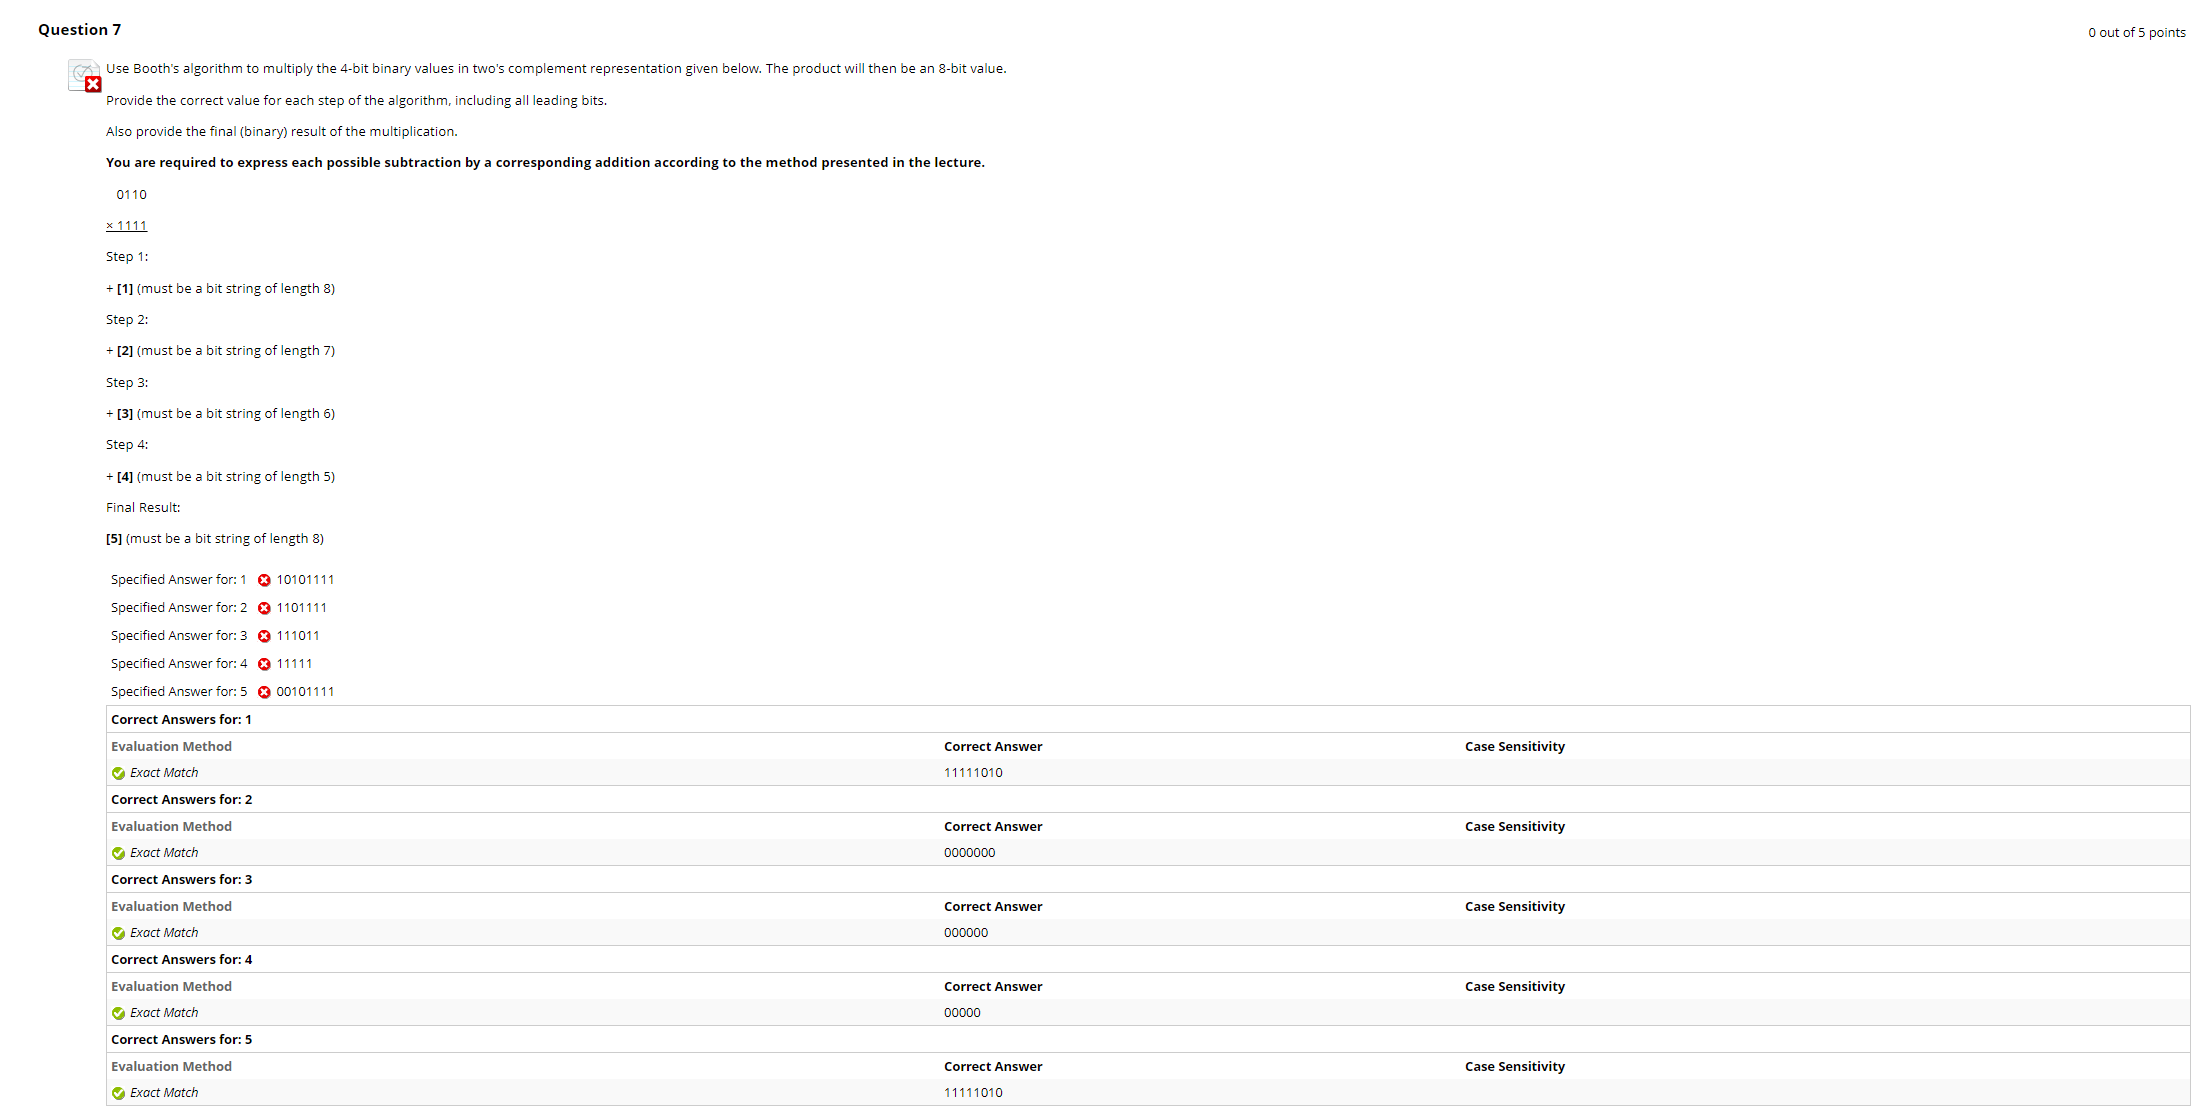 Question 7
0 out of 5 points
Use Booth's algorithm to multiply the 4-bit binary values in two's complement representation given below. The product will then be an 8-bit value.
Provide the correct value for each step of the algorithm, including all leading bits.
Also provide the final (binary) result of the multiplication.
You are required to express each possible subtraction by a corresponding addition according to the method presented in the lecture.
0110
× 1111
Step 1:
+ [1] (must be a bit string of length 8)
Step 2:
+ [2] (must be a bit string of length 7)
Step 3:
+ [3] (must be a bit string of length 6)
Step 4:
+ [4] (must be a bit string of length 5)
Final Result:
[5] (must be a bit string of length 8)
Specified Answer for: 1 10101111
Specified Answer for: 2 1101111
Specified Answer for: 3 111011
Specified Answer for: 4 11111
Specified Answer for: 5 00101111
Correct Answers for: 1
Evaluation Method Correct Answer Case Sensitivity
Exact Match 11111010
Correct Answers for: 2
Evaluation Method Correct Answer Case Sensitivity
Exact Match 0000000
Correct Answers for: 3
Evaluation Method Correct Answer Case Sensitivity
Exact Match 000000
Correct Answers for: 4
Evaluation Method Correct Answer Case Sensitivity
Exact Match 00000
Correct Answers for: 5
Evaluation Method Correct Answer Case Sensitivity
Exact Match 11111010